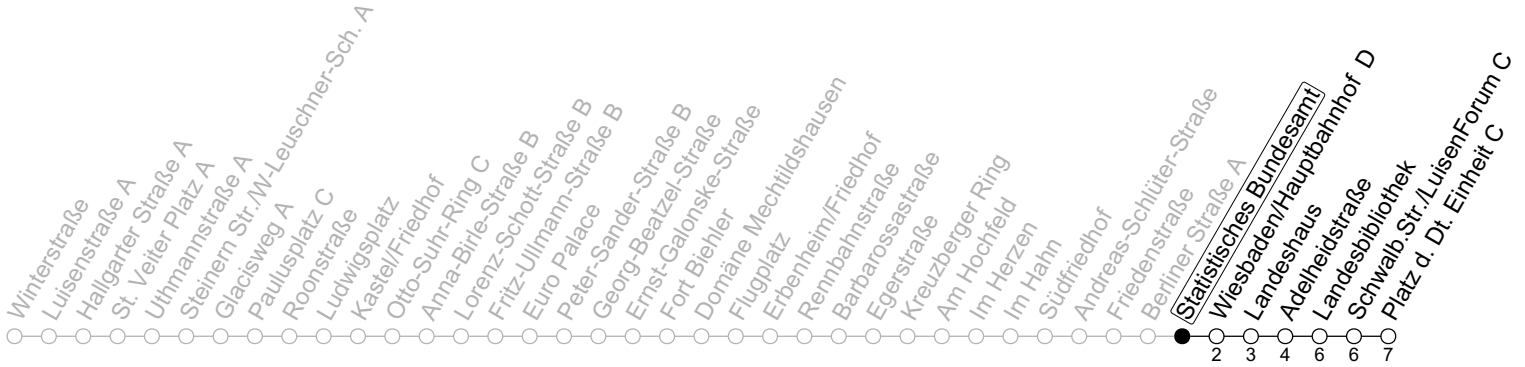 Winterstraße
Luisenstraße A
Hallgarter Straße A
St. Veiter Platz A
Uthmannstraße A
Steinern Str./W-Leuschner-Sch. A
Glacisweg A
Paulusplatz C
Roonstraße
Ludwigsplatz
Kastel/Friedhof
Otto-Suhr-Ring C
Anna-Birle-Straße B
Lorenz-Schott-Straße B
Fritz-Ullmann-Straße B
Euro Palace
Peter-Sander-Straße B
Georg-Beatzel-Straße
Ernst-Galonske-Straße
Fort Biehler
Domäne Mechtildshausen
Flugplatz
Erbenheim/Friedhof
Rennbahnstraße
Barbarossastraße
Egerstraße
Kreuzberger Ring
Am Hochfeld
Im Herzen
Im Hahn
Südfriedhof
Andreas-Schlüter-Straße
Friedenstraße
Berliner Straße A
Statistisches Bundesamt
Wiesbaden/Hauptbahnhof D
Landeshaus
Adelheidstraße
Landesbibliothek
Schwalb.Str./LuisenForum C
Platz d. Dt. Einheit C
2 3 4 6 6 7